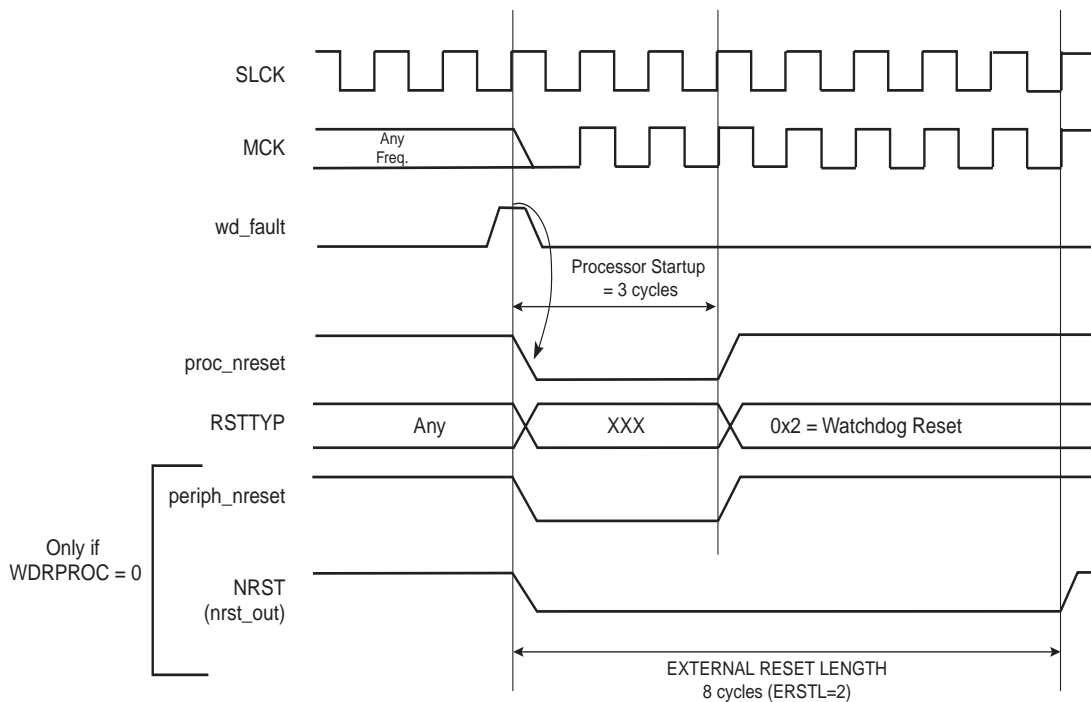 SLCK
MCK
Any
Freq.
wd_fault
Processor Startup
= 3 cycles
proc_nreset
RSTTYP
Any
XXX
0x2 = Watchdog Reset
periph_nreset
Only if
WDRPROC = 0
NRST
(nrst_out)
EXTERNAL RESET LENGTH
8 cycles (ERSTL=2)